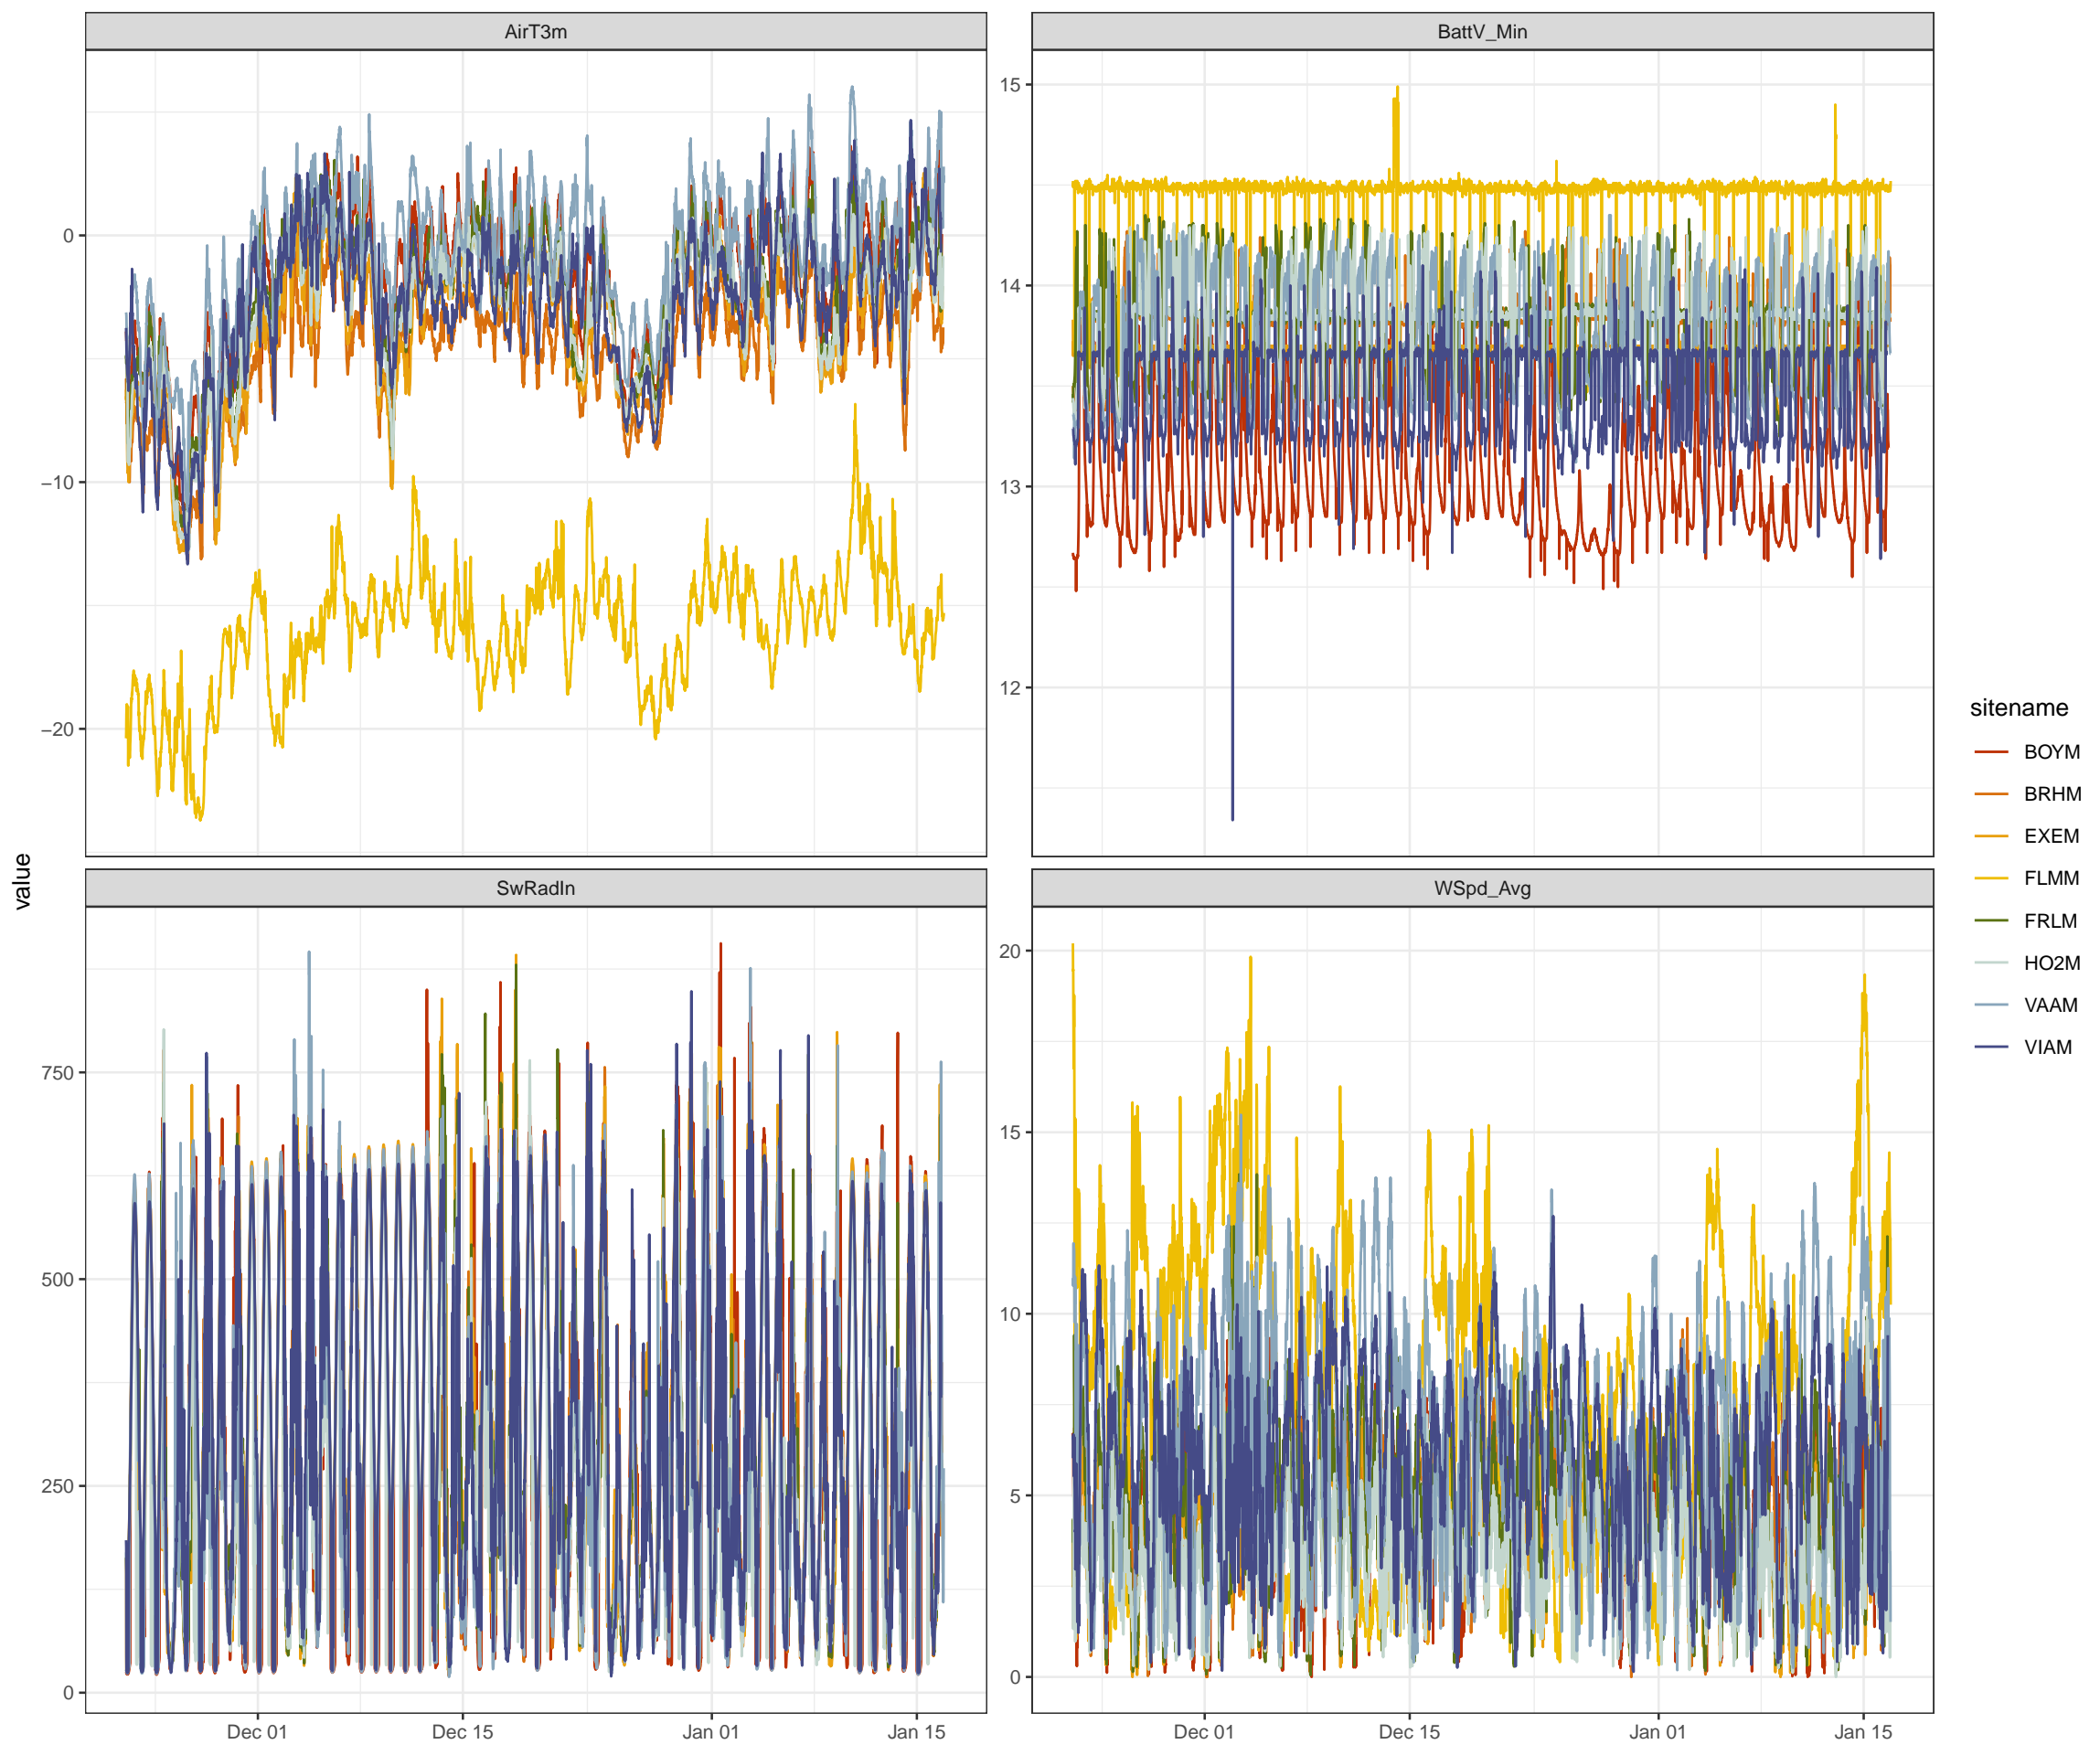 AirT3m
BattV_Min
0
−10
−20
15
14
13
12
value
SwRadIn
WSpd_Avg
750
500
250
0
20
15
10
5
0
Dec 01
Dec 15
Jan 01
Jan 15
Dec 01
Dec 15
Jan 01
Jan 15
sitename
BOYM
BRHM
EXEM
FLMM
FRLM
HO2M
VAAM
VIAM